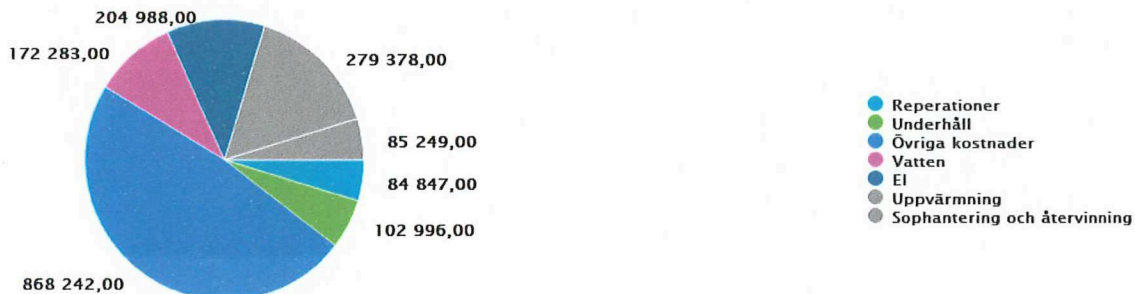 204 988,00
172 283,00
279 378,00
85 249,00
84 847,00
102 996,00
868 242,00
Reperationer
Underhåll
Övriga kostnader
Vatten
El
Uppvärmning
Sophantering och återvinning